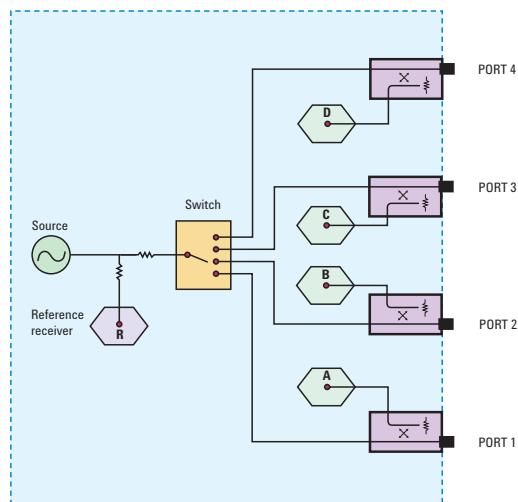 PORT 4
D
PORT 3
Switch
C
Source
B
Reference
receiver
R
PORT 2
A
PORT 1